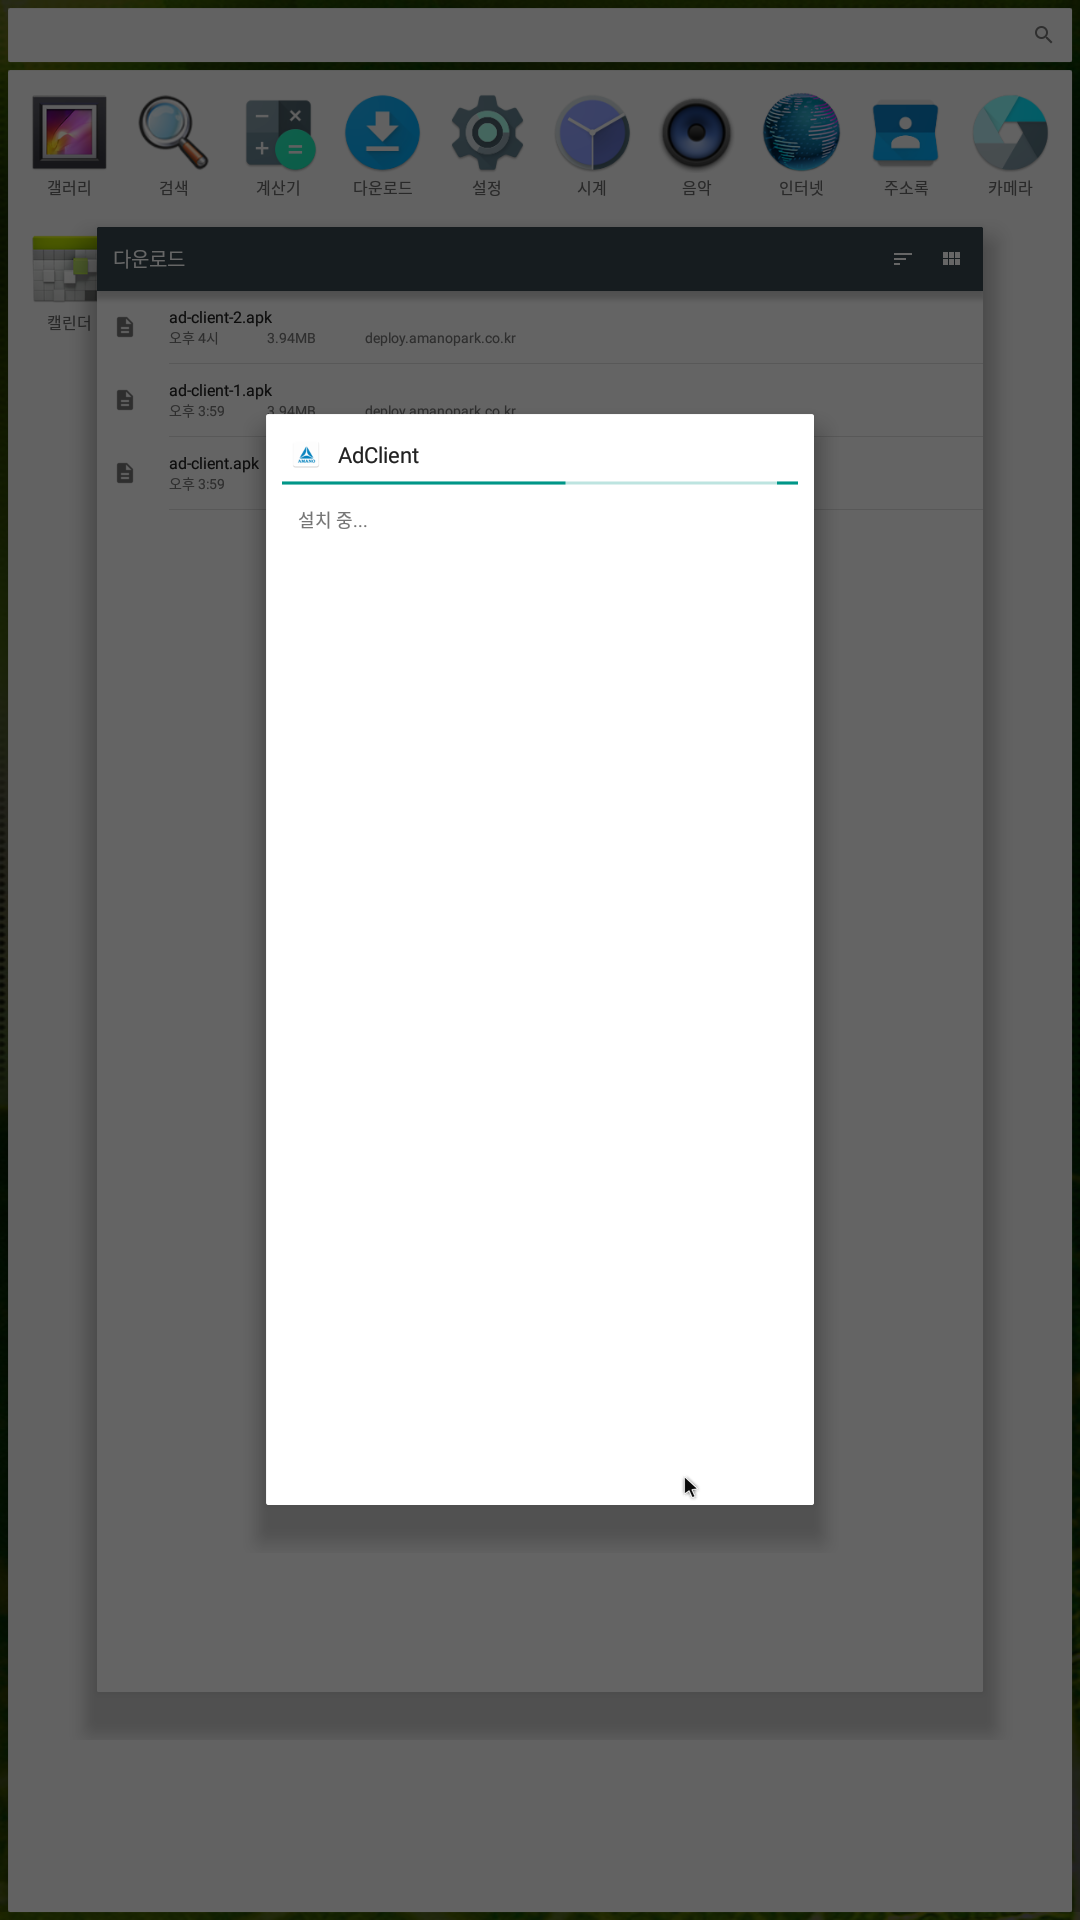 갤러리
검색
계산기
다운로드
설정
시계
음악
인터넷
주소록
카메라
다운로드
캘린더
ad-client-2.apk
오후 4시 3.94MB deploy.amanopark.co.kr
ad-client-1.apk
오후 3:59 3.94MB deploy.amanopark.co.kr
ad-client.apk
오후 3:59
AMANO
AdClient
설치 중...